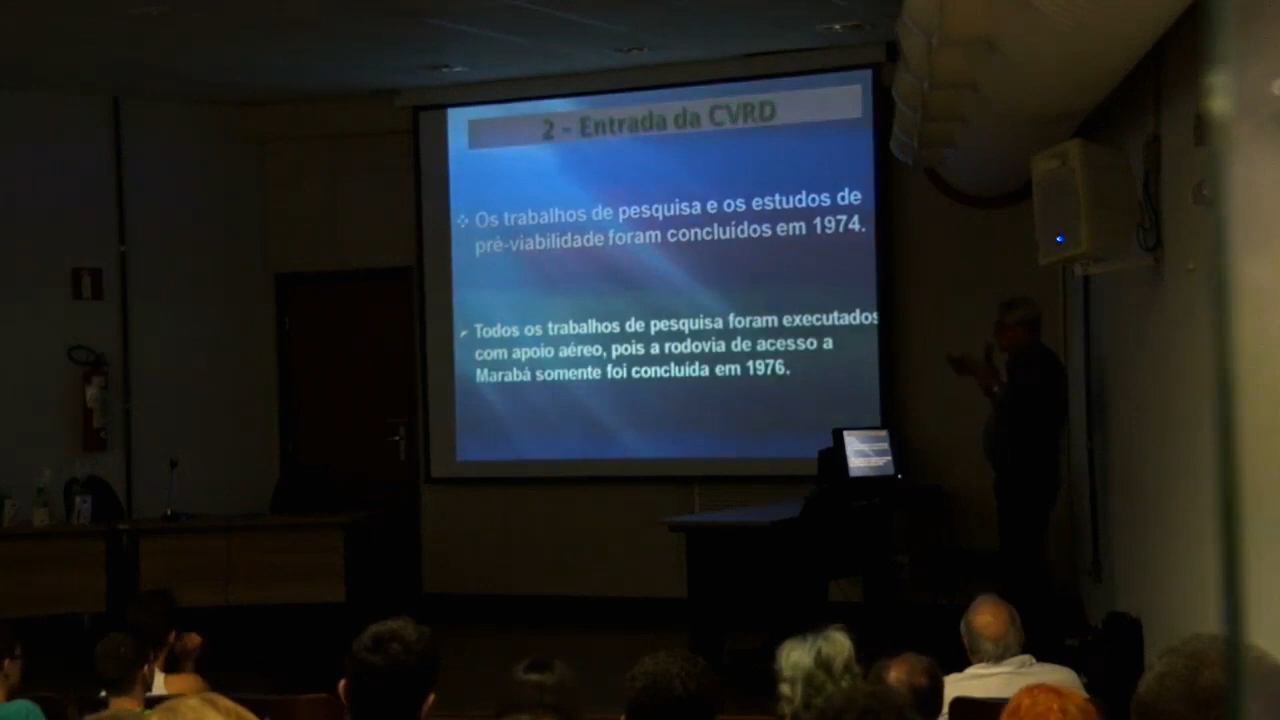 2 - Entrada da CVRD
Os trabalhos de pesquisa e os estudos de
pré-viabilidade foram concluídos em 1974.
Todos os trabalhos de pesquisa foram executados
com apoio aéreo, pois a rodovia de acesso a
Marabá somente foi concluída em 1976.